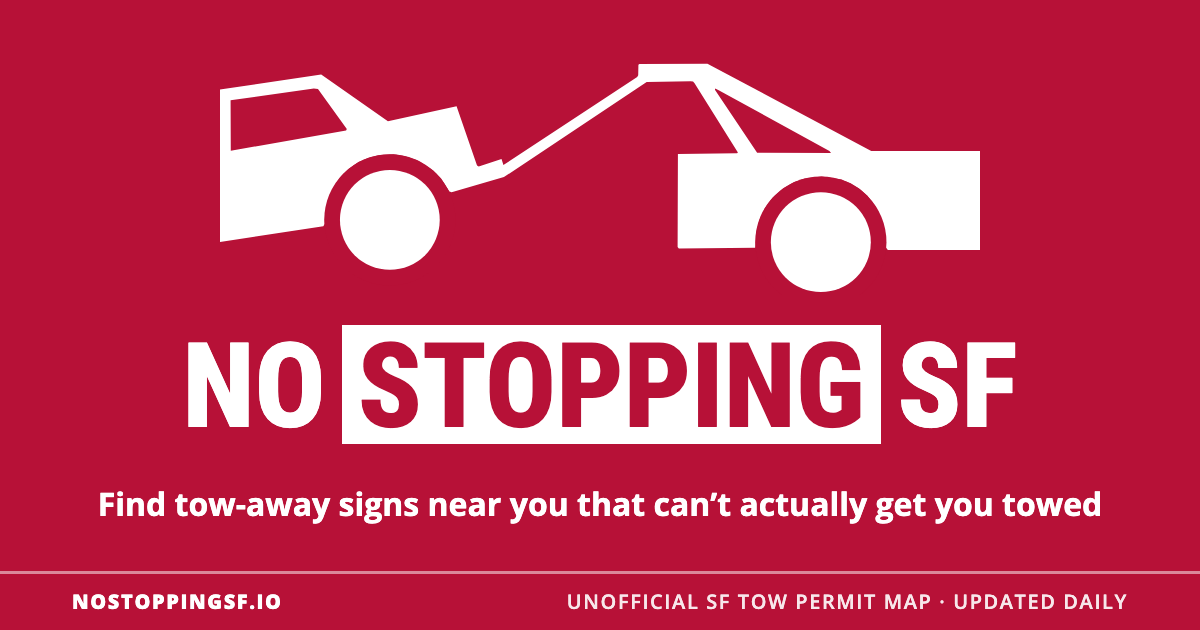 NO STOPPING SF
Find tow-away signs near you that can’t actually get you towed
NOSTOPPINGSF.IO
UNOFFICIAL SF TOW PERMIT MAP · UPDATED DAILY